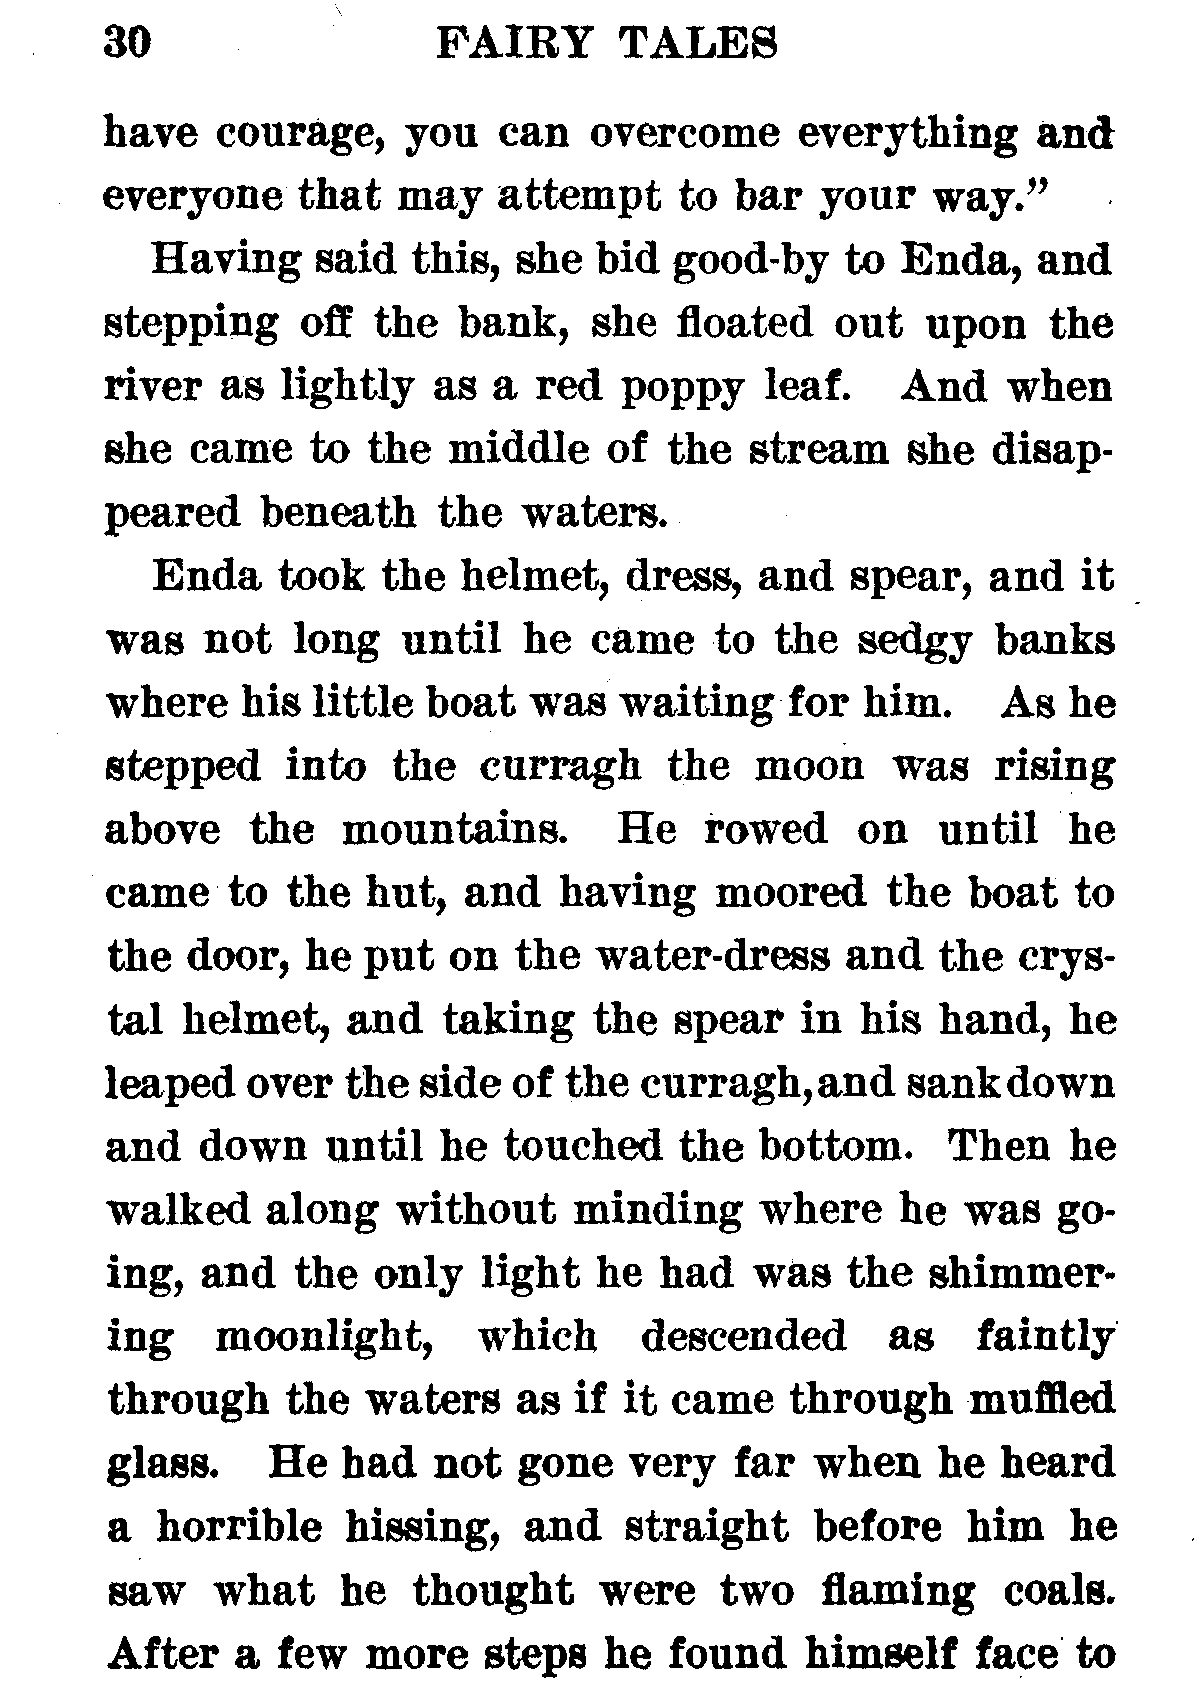 30 FAIRY TALES
have courage, you can overcome everything and
everyone that may attempt to bar your way.”
Having said this, she bid good-by to Enda, and
stepping off the bank, she floated out upon the
river as lightly as a red poppy leaf. And when
she came to the middle of the stream she disap-
peared beneath the waters.
Enda took the helmet, dress, and spear, and it
was not long until he came to the sedgy banks
where his little boat was waiting for him. As he
stepped into the curragh the moon was rising
above the mountains. He rowed on until he
came to the hut, and having moored the boat to
the door, he put on the water-dress and the crys-
tal helmet, and taking the spear in his hand, he
leaped over the side of the curragh, and sank down
and down until he touched the bottom. Then he
walked along without minding where he was go-
ing, and the only light he had was the shimmer-
ing moonlight, which descended as faintly
through the waters as if it came through muffled
glass. He had not gone very far when he heard
a horrible hissing, and straight before him he
saw what he thought were two flaming coals.
After a few more steps he found himself face to